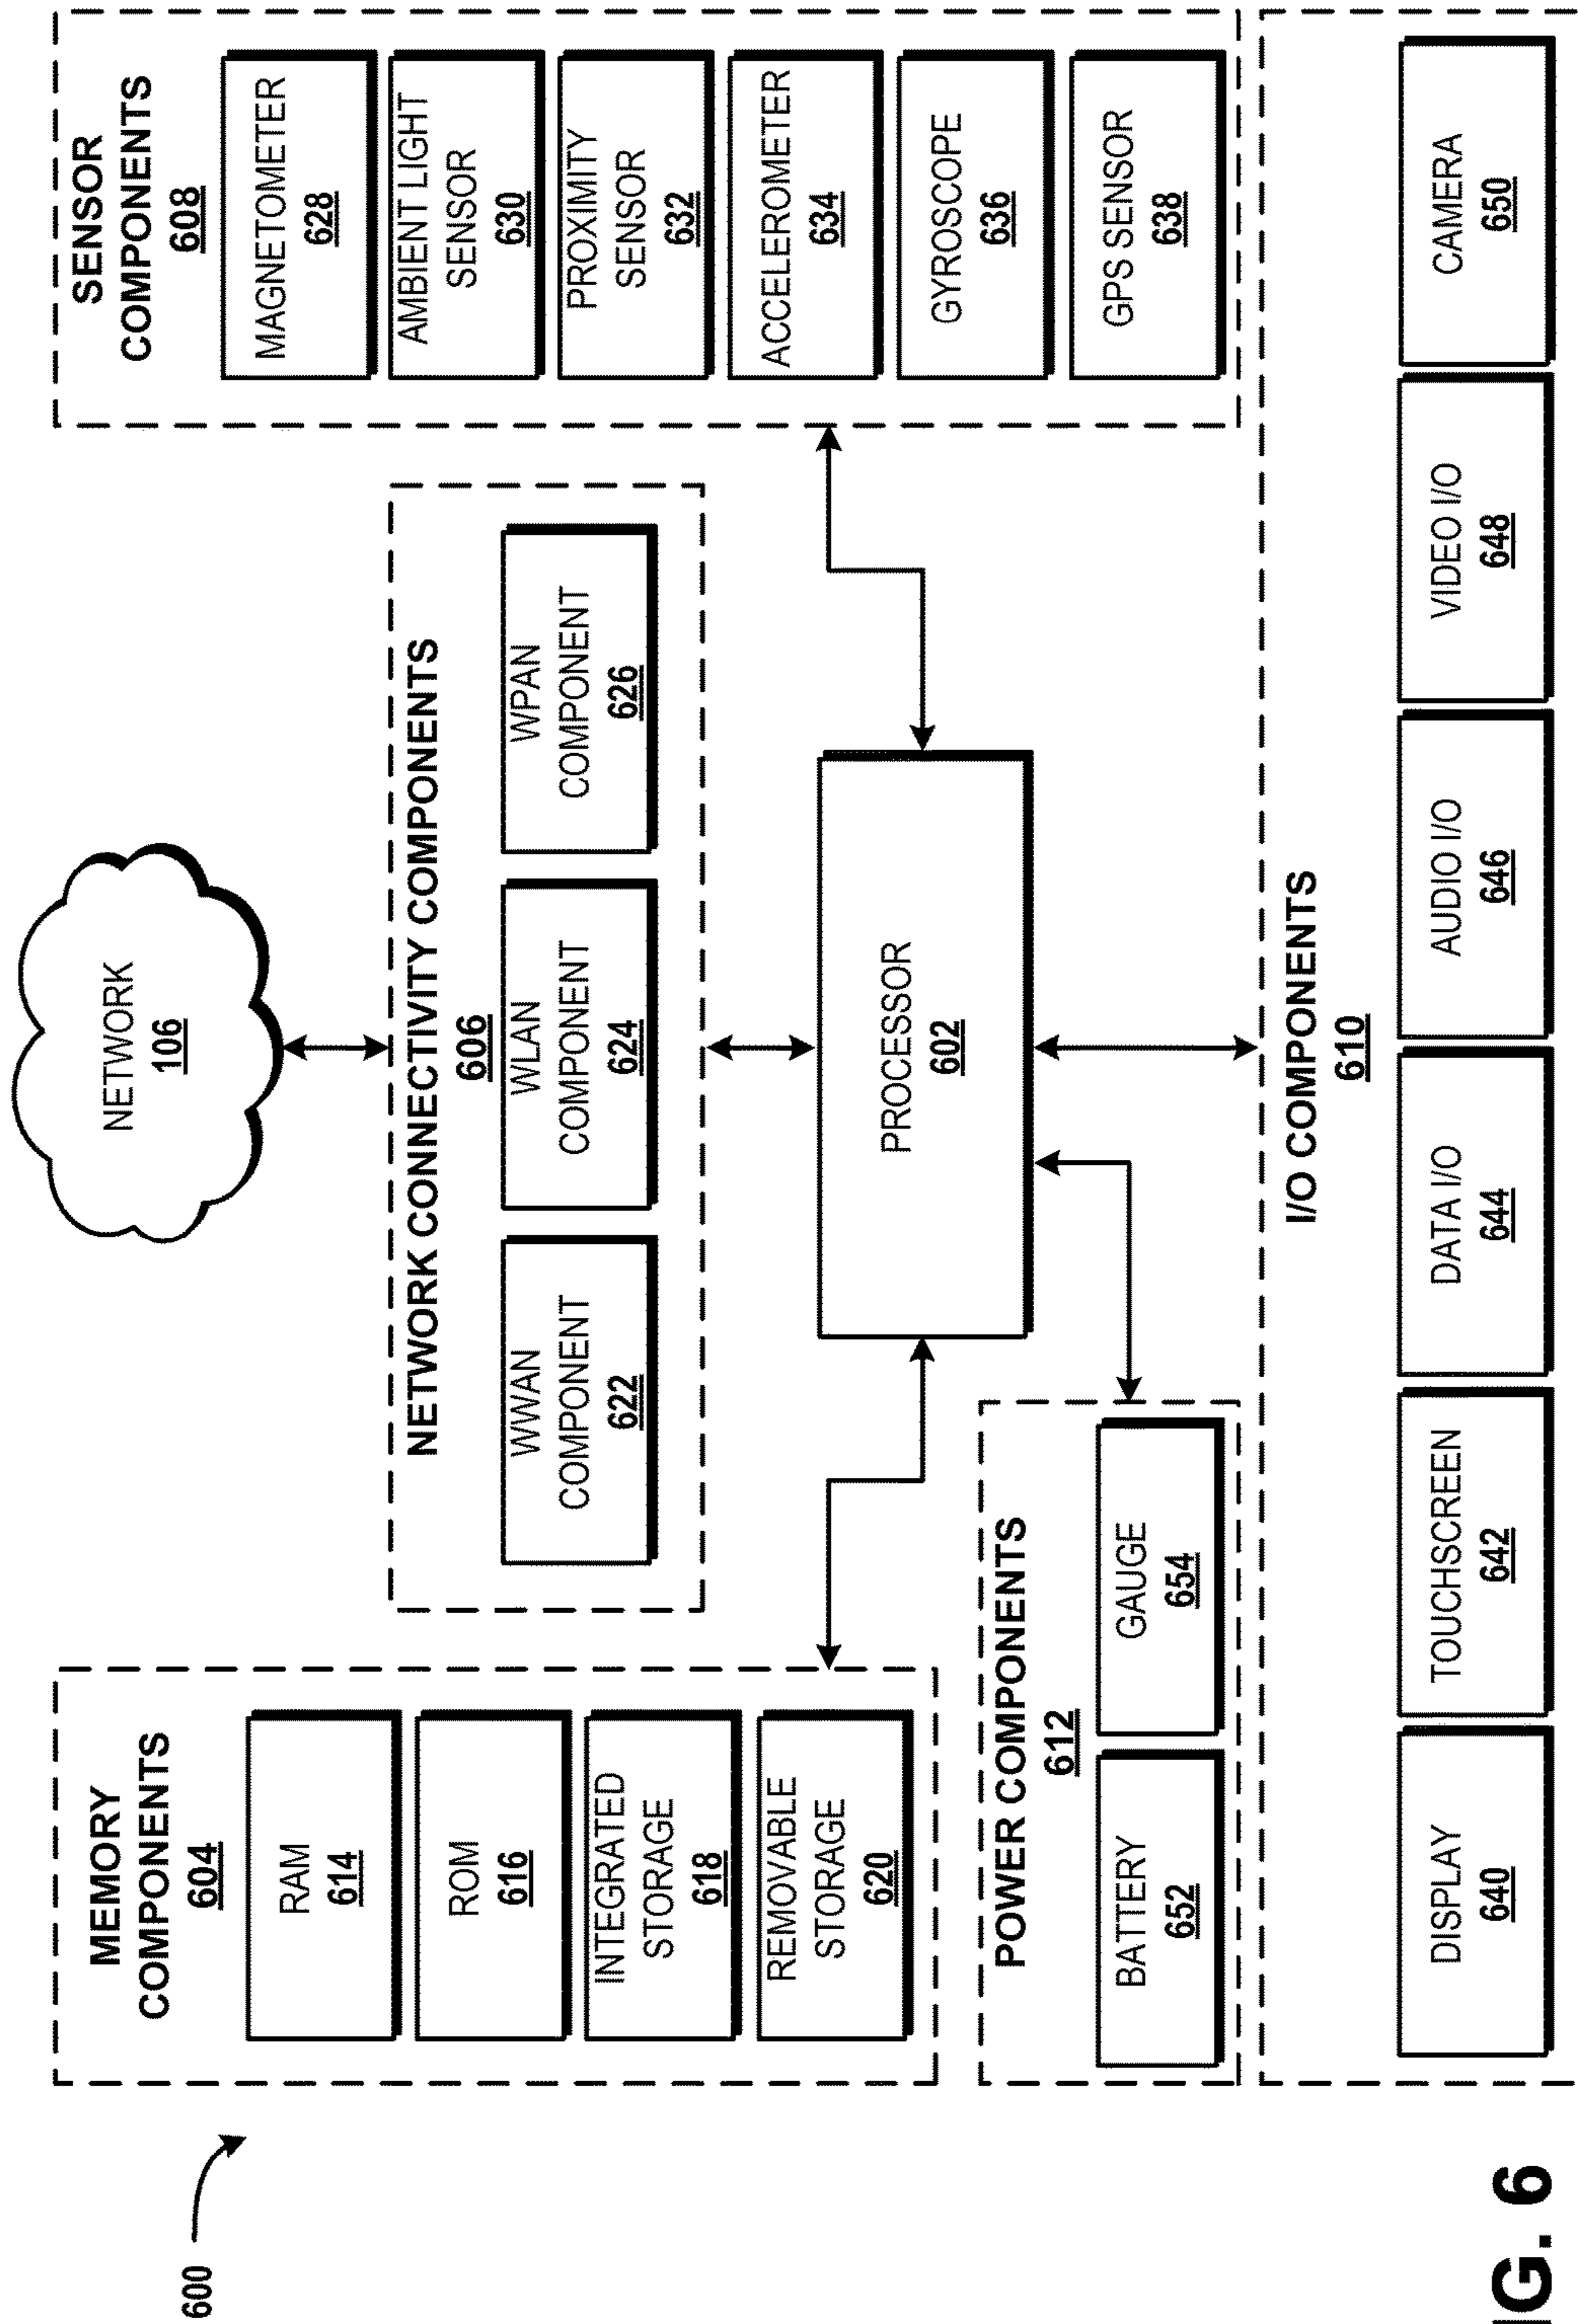 600
MEMORY
COMPONENTS
604
RAM
614
ROM
616
INTEGRATED
STORAGE
618
REMOVABLE
STORAGE
620
NETWORK
106
NETWORK CONNECTIVITY COMPONENTS
606
WWAN
COMPONENT
622
WLAN
COMPONENT
624
WPAN
COMPONENT
626
SENSOR
COMPONENTS
608
MAGNETOMETER
628
AMBIENT LIGHT
SENSOR
630
PROXIMITY
SENSOR
632
ACCELEROMETER
634
GYROSCOPE
636
GPS SENSOR
638
PROCESSOR
602
POWER COMPONENTS
612
BATTERY
652
GAUGE
654
I/O COMPONENTS
610
DISPLAY
640
TOUCHSCREEN
642
DATA I/O
644
AUDIO I/O
646
VIDEO I/O
648
CAMERA
650
G. 6